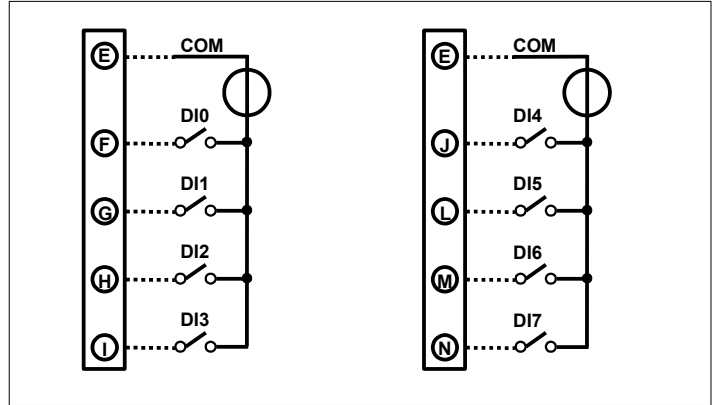 E COM
F DI0
G DI1
H DI2
I DI3
E COM
J DI4
L DI5
M DI6
N DI7